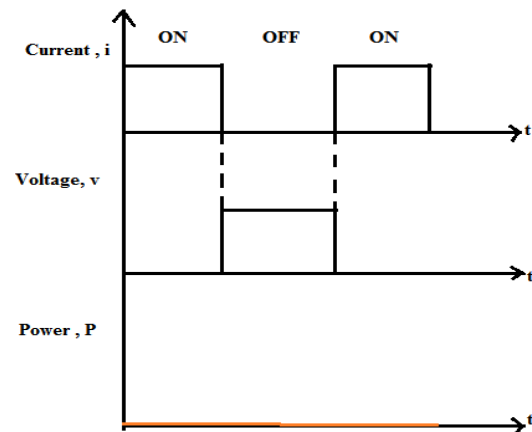 ON OFF ON
Current , i
t
Voltage, v
t
Power , P
t